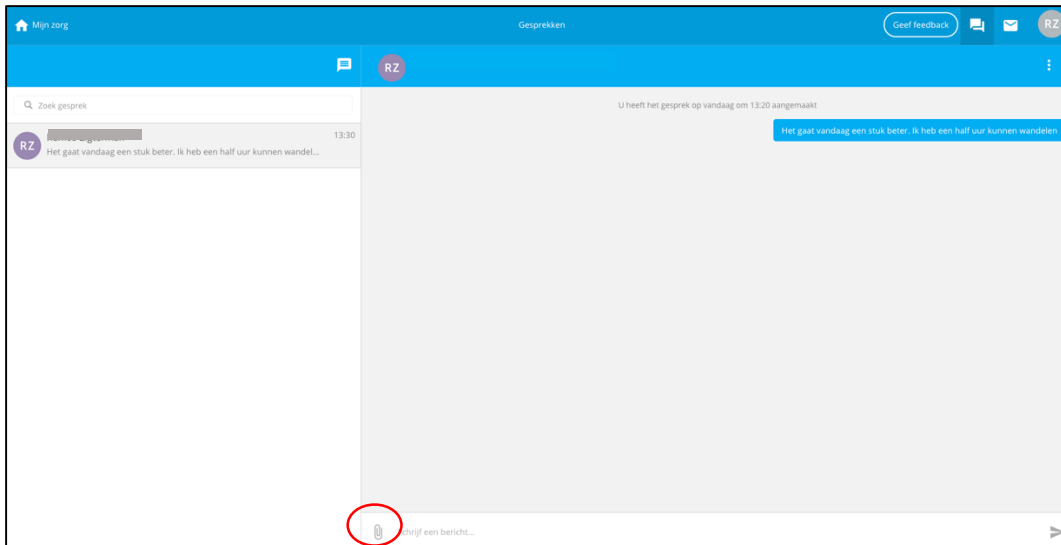 Mijn zorg
Gesprekken
Geef feedback
RZ
RZ
Zoek gesprek
U heeft het gesprek op vandaag om 13:20 aangemaakt
RZ
13:30
Het gaat vandaag een stuk beter. Ik heb een half uur kunnen wandel...
Het gaat vandaag een stuk beter. Ik heb een half uur kunnen wandelen
chrijf een bericht...